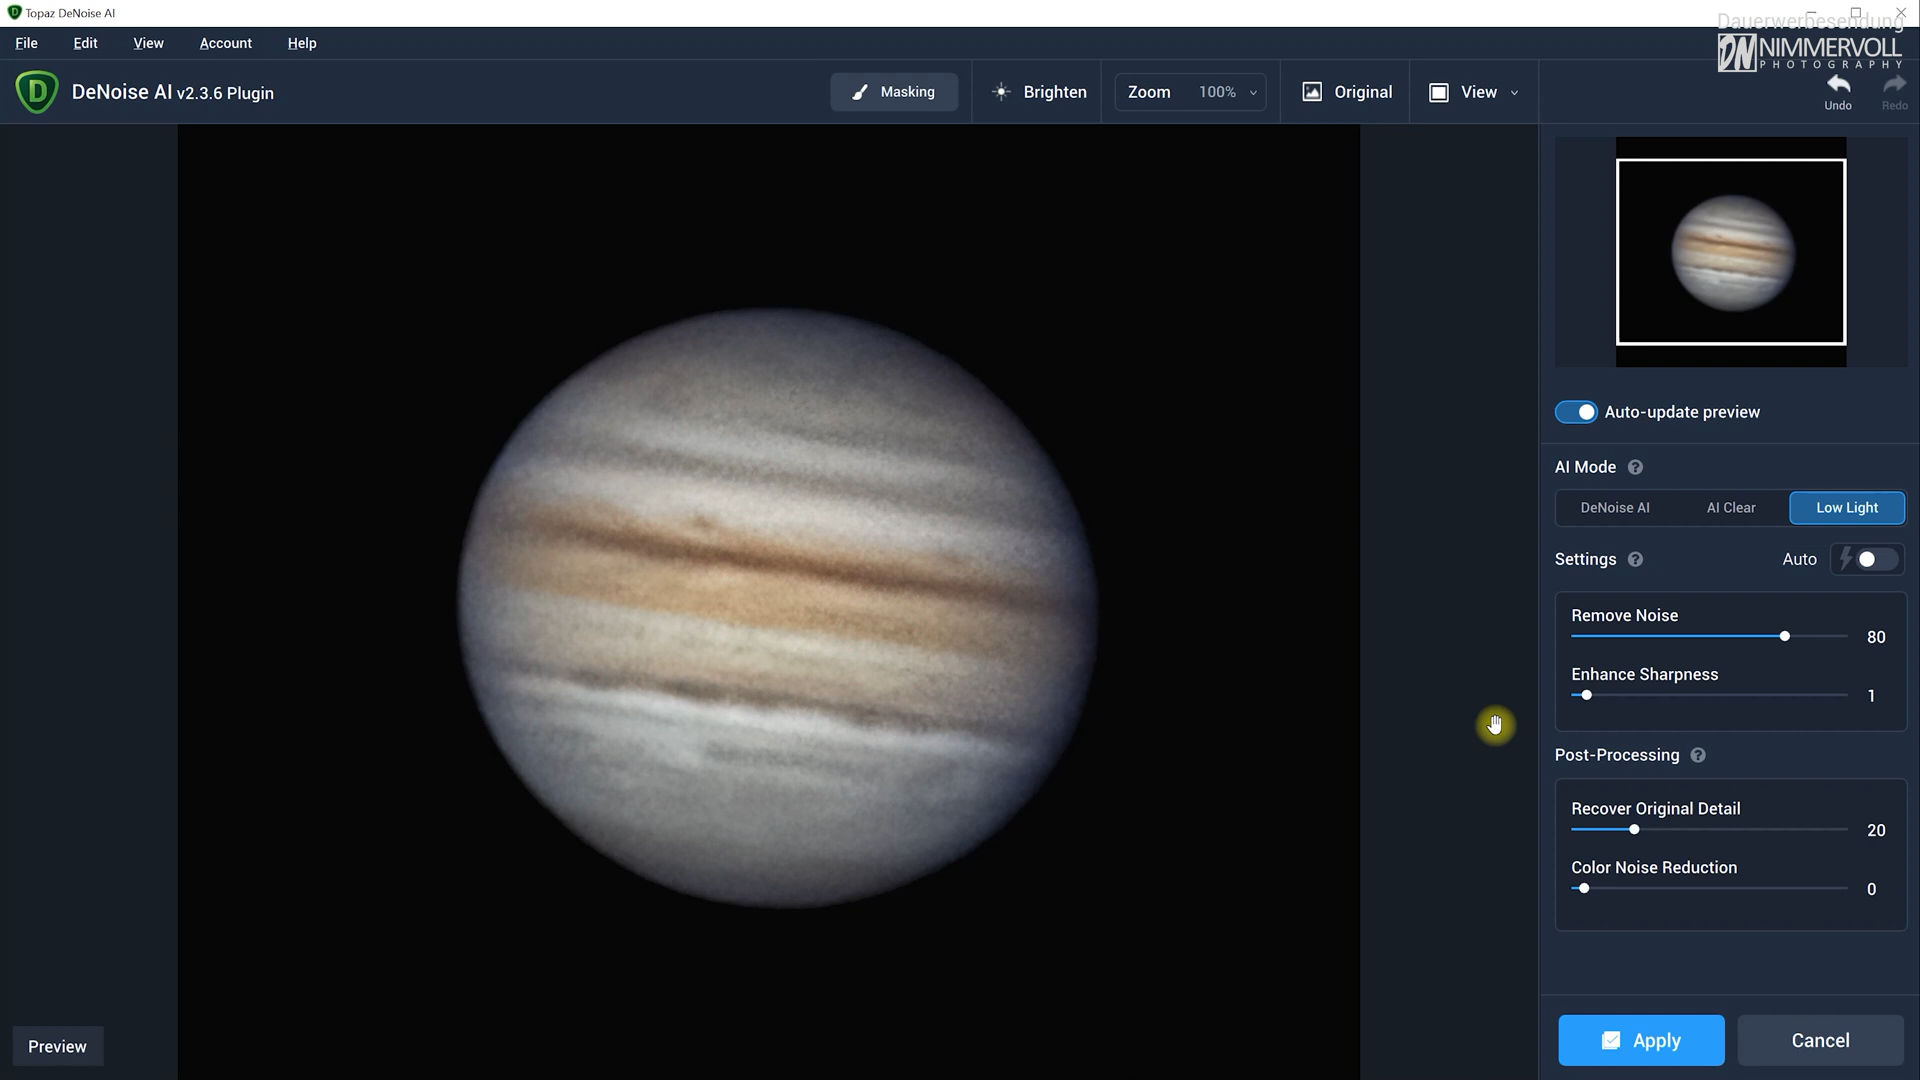 Topaz DeNoise AI
Dauerwerbesendung
File Edit View Account Help
DN NIMMERVOLL
PHOTOGRAPHY
D DeNoise AI v2.3.6 Plugin
Masking
Brighten
Zoom 100%
Original
View
Undo
Redo
Auto-update preview
AI Mode ?
DeNoise AI AI Clear Low Light
Settings ? Auto
Remove Noise
80
Enhance Sharpness
1
Post-Processing ?
Recover Original Detail
20
Color Noise Reduction
0
Preview
Apply
Cancel